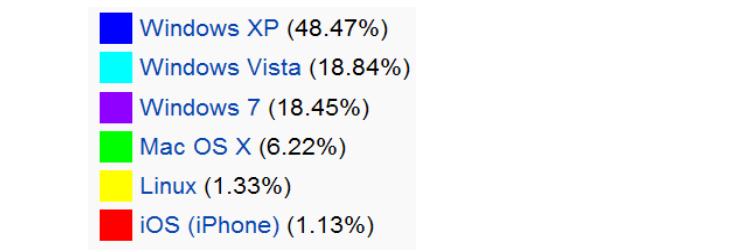 Windows XP (48.47%)
Windows Vista (18.84%)
Windows 7 (18.45%)
Mac OS X (6.22%)
Linux (1.33%)
iOS (iPhone) (1.13%)